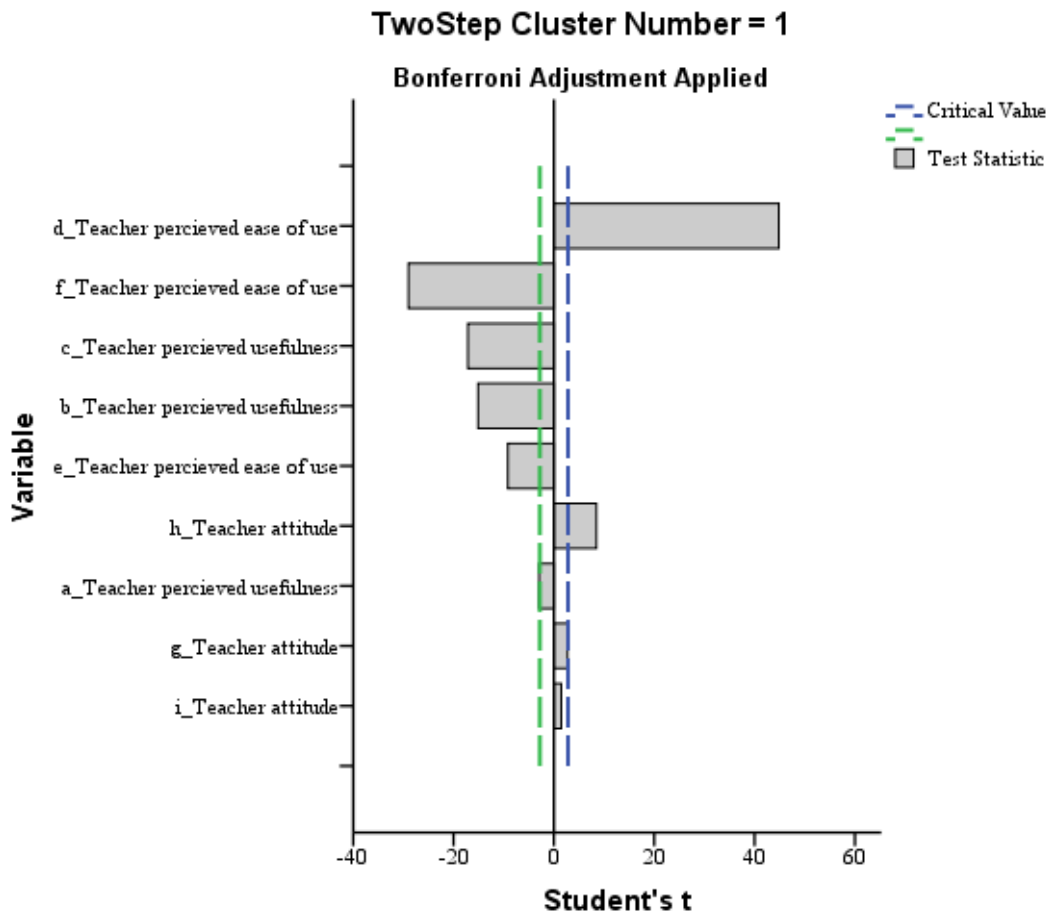 TwoStep Cluster Number = 1
Bonferroni Adjustment Applied
Critical Value
Test Statistic
Variable
d_Teacher percieved ease of use
f_Teacher percieved ease of use
c_Teacher percieved usefulness
b_Teacher percieved usefulness
e_Teacher percieved ease of use
h_Teacher attitude
a_Teacher percieved usefulness
g_Teacher attitude
i_Teacher attitude
-40 -20 0 20 40 60
Student's t